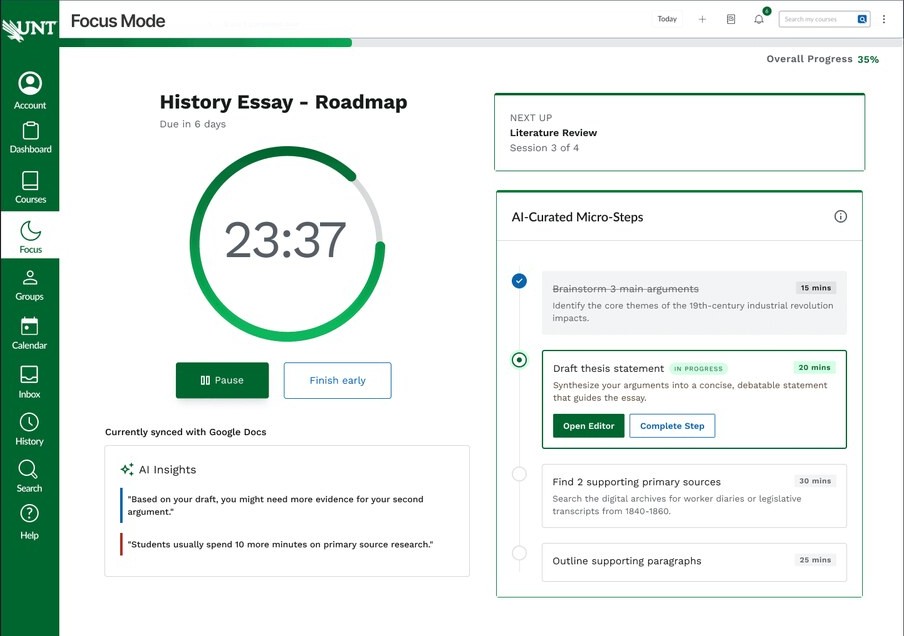 UNT
Focus Mode
Today
4
Search my courses
Overall Progress 35%
Account
Dashboard
Courses
Focus
Groups
Calendar
Inbox
History
Search
Help
History Essay - Roadmap
Due in 6 days
23:37
Pause
Finish early
Currently synced with Google Docs
AI Insights
"Based on your draft, you might need more evidence for your second
argument."
"Students usually spend 10 more minutes on primary source research."
NEXT UP
Literature Review
Session 3 of 4
AI-Curated Micro-Steps
Brainstorm 3 main arguments 15 mins
Identify the core themes of the 19th-century industrial revolution
impacts.
Draft thesis statement IN PROGRESS 20 mins
Synthesize your arguments into a concise, debatable statement
that guides the essay.
Open Editor Complete Step
Find 2 supporting primary sources 30 mins
Search the digital archives for worker diaries or legislative
transcripts from 1840-1860.
Outline supporting paragraphs 25 mins